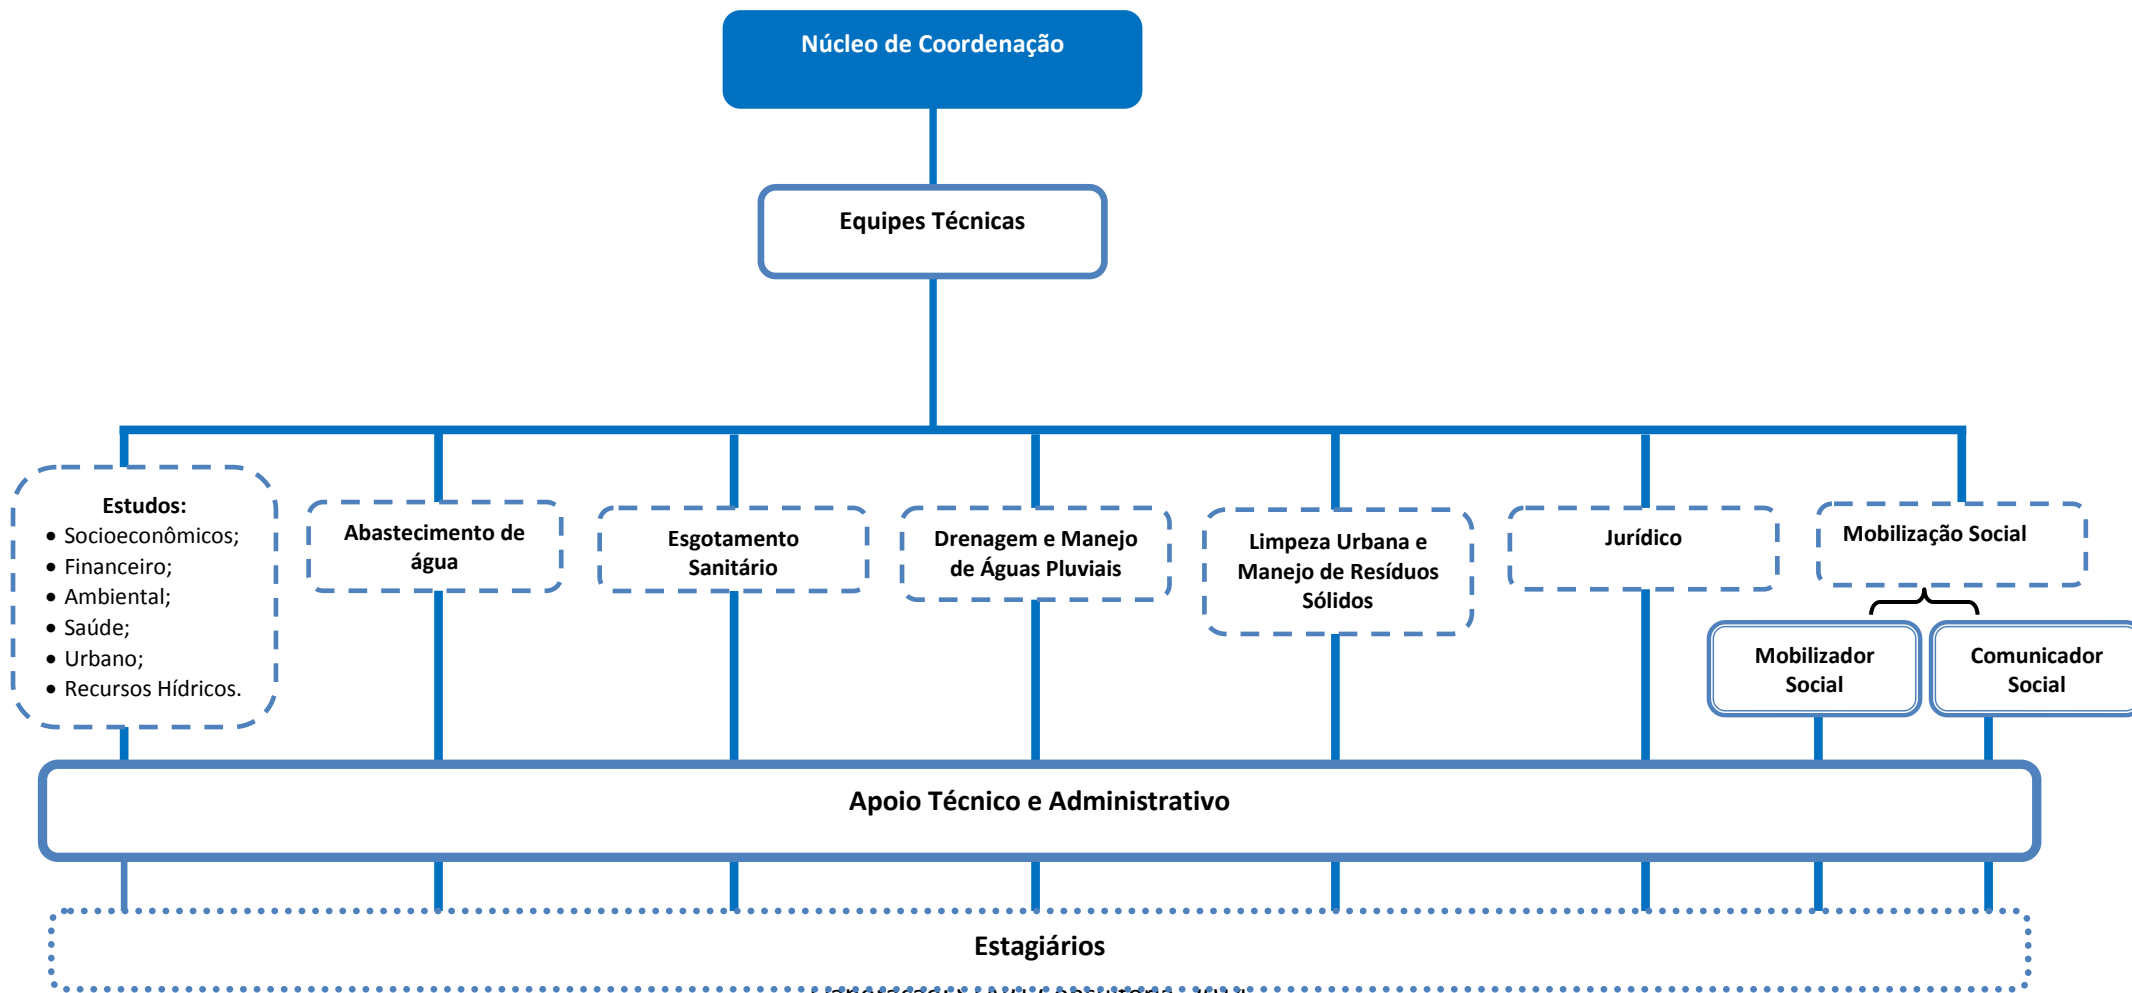 Núcleo de Coordenação
Equipes Técnicas
Estudos:
• Socioeconômicos;
• Financeiro;
• Ambiental;
• Saúde;
• Urbano;
• Recursos Hídricos.
Abastecimento de
água
Esgotamento
Sanitário
Drenagem e Manejo
de Águas Pluviais
Limpeza Urbana e
Manejo de Resíduos
Sólidos
Jurídico
Mobilização Social
Mobilizador
Social
Comunicador
Social
Apoio Técnico e Administrativo
Estagiários